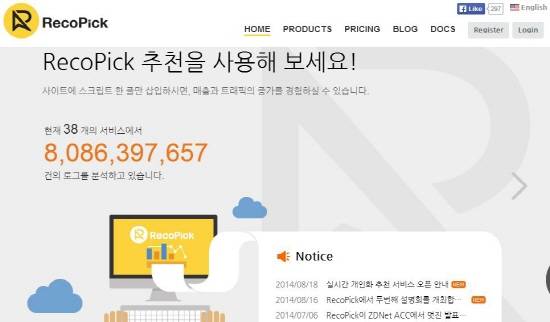 Like 297
English
RecoPick
HOME PRODUCTS PRICING BLOG DOCS Register Login
RecoPick 추천을 사용해 보세요!
사이트에 스크립트 한 줄만 삽입하시면, 매출과 트래픽의 증가를 경험하실 수 있습니다.
현재 38 개의 서비스에서
8,086,397,657
건의 로그를 분석하고 있습니다.
RecoPick
Notice
2014/08/18 실시간 개인화 추천 서비스 오픈 안내 NEW
2014/08/16 RecoPick에서 두번째 설명회를 개최합··· NEW
2014/07/06 RecoPick이 ZDNet ACC에서 멋진 발표···